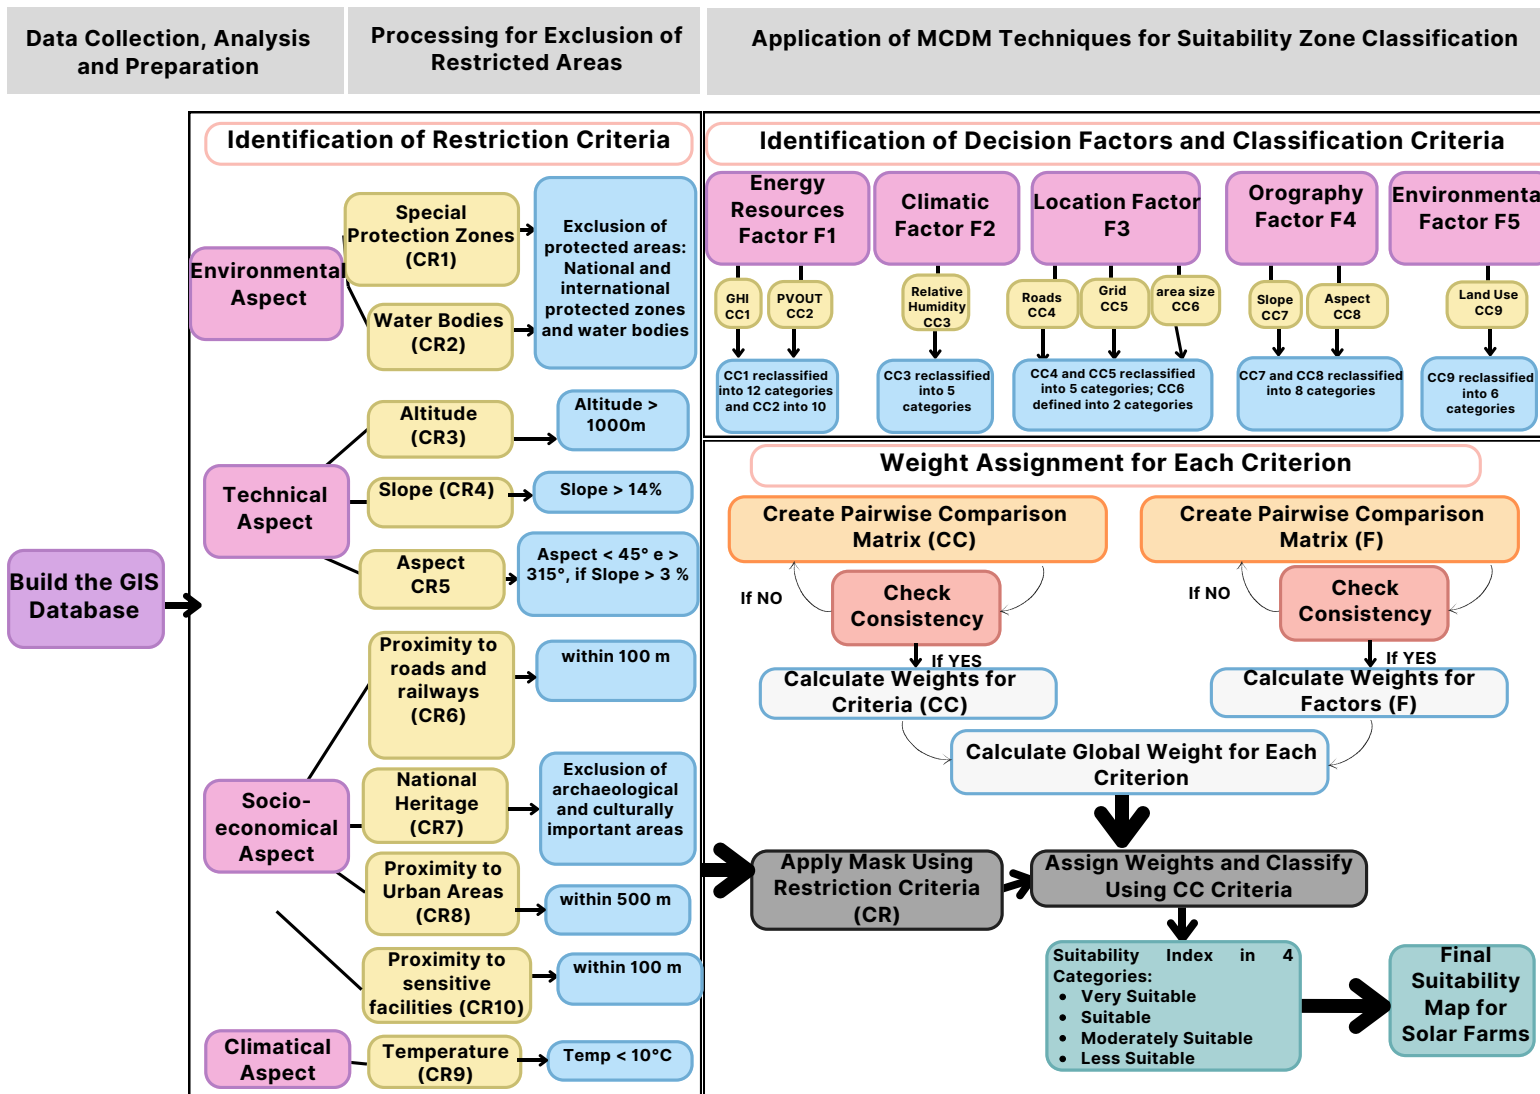 Data Collection, Analysis
and Preparation
Processing for Exclusion of
Restricted Areas
Application of MCDM Techniques for Suitability Zone Classification
Build the GIS
Database
Identification of Restriction Criteria
Environmental
Aspect
Special
Protection Zones
(CR1)
Water Bodies
(CR2)
Exclusion of
protected areas:
National and
international
protected zones
and water bodies
Technical
Aspect
Altitude
(CR3)
Altitude >
1000m
Slope (CR4)
Slope > 14%
Aspect
CR5
Aspect < 45° e >
315°, if Slope > 3 %
Socio-
economical
Aspect
Proximity to
roads and
railways
(CR6)
within 100 m
National
Heritage
(CR7)
Exclusion of
archaeological
and culturally
important areas
Proximity to
Urban Areas
(CR8)
within 500 m
Proximity to
sensitive
facilities (CR10)
within 100 m
Climatical
Aspect
Temperature
(CR9)
Temp < 10°C
Identification of Decision Factors and Classification Criteria
Energy
Resources
Factor F1
Climatic
Factor F2
Location Factor
F3
Orography
Factor F4
Environmenta
Factor F5
GHI
CC1
PVOUT
CC2
Relative
Humidity
CC3
Roads
CC4
Grid
CC5
area size
CC6
Slope
CC7
Aspect
CC8
Land Use
CC9
CC1 reclassified
into 12 categories
and CC2 into 10
CC3 reclassified
into 5
categories
CC4 and CC5 reclassified
into 5 categories; CC6
defined into 2 categories
CC7 and CC8 reclassified
into 8 categories
CC9 reclassified
into 6
categories
Weight Assignment for Each Criterion
Create Pairwise Comparison
Matrix (CC)
Create Pairwise Comparison
Matrix (F)
If NO
Check
Consistency
If NO
Check
Consistency
If YES
If YES
Calculate Weights for
Criteria (CC)
Calculate Weights for
Factors (F)
Calculate Global Weight for Each
Criterion
Apply Mask Using
Restriction Criteria
(CR)
Assign Weights and Classify
Using CC Criteria
Suitability Index in 4
Categories:
• Very Suitable
• Suitable
• Moderately Suitable
• Less Suitable
Final
Suitability
Map for
Solar Farms